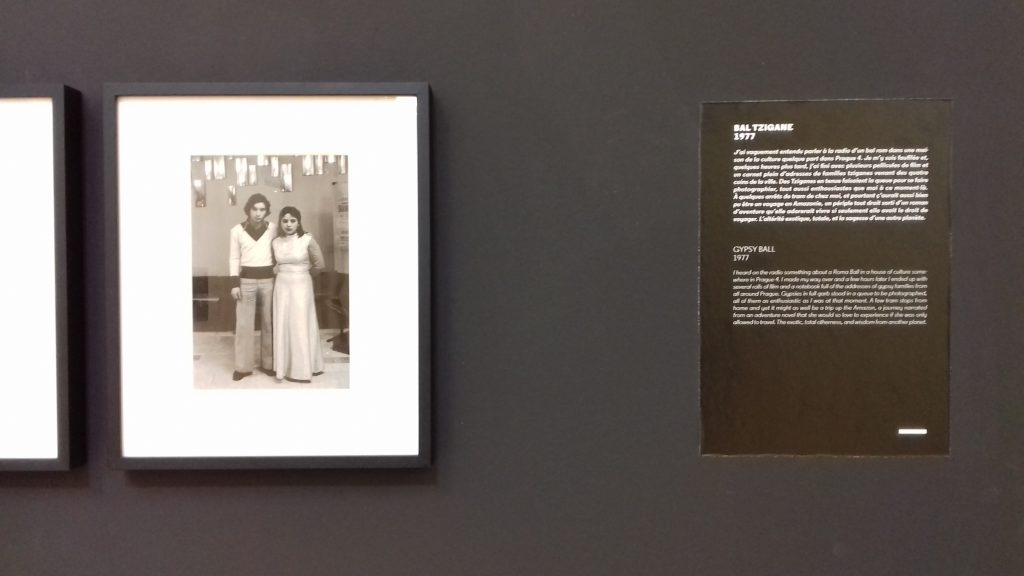 BAL TZIGANE
1977
J'ai vaguement entendu parler à la radio d'un bal rom dans une mai-
son de la culture quelque part dans Prague 4. Je m'y suis faufilée et,
quelques heures plus tard, j'ai fini avec plusieurs pellicules de film et
un carnet plein d'adresses de familles tziganes venant des quatre
coins de la ville. Des Tziganes en tenue faisaient la queue pour se faire
photographier, tout aussi enthousiastes que moi à ce moment-là.
À quelques arrêts de tram de chez moi, et pourtant ç'aurait aussi bien
pu être un voyage en Amazonie, un périple tout droit sorti d'un roman
d'aventure qu'elle adorerait vivre si seulement elle avait le droit de
voyager. L'altérité exotique, totale, et la sagesse d'une autre planète.
GYPSY BALL
1977
I heard on the radio something about a Roma Ball in a house of culture some-
where in Prague 4. I made my way over and a few hours later I ended up with
several rolls of film and a notebook full of the addresses of gypsy families from
all around Prague. Gypsies in full garb stood in a queue to be photographed,
all of them as enthusiastic as I was at that moment. A few tram stops from
home and yet it might as well be a trip up the Amazon, a journey narrated
from an adventure novel that she would so love to experience if she was only
allowed to travel. The exotic, total otherness, and wisdom from another planet.